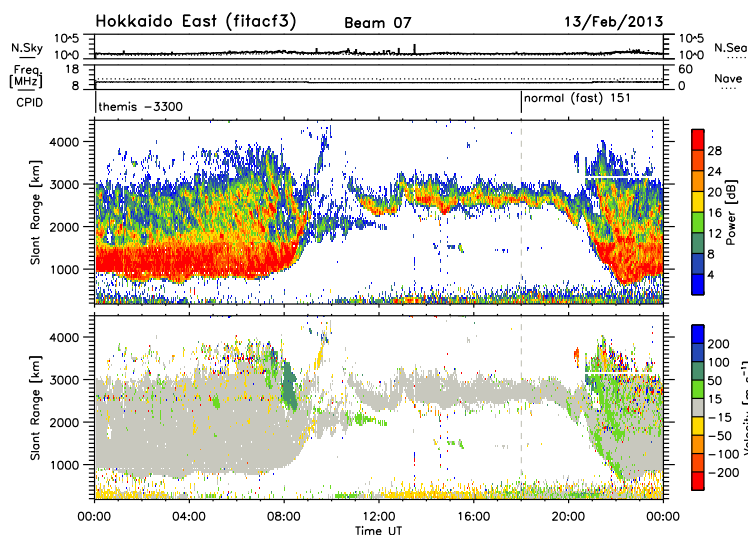 Hokkaido East (fitacf3) Beam 07 13/Feb/2013
N.Sky 10^5 10^0 10^5 10^0 N.Sea
Freq. [MHz] 18 8 60 0 Nave
CPID themis -3300 normal (fast) 151
Slant Range [km] 4000 3000 2000 1000
Power [dB] 28 24 20 16 12 8 4
Slant Range [km] 4000 3000 2000 1000
Velocity [m s^-1] 200 100 50 15 -15 -50 -100 -200
00:00 04:00 08:00 12:00 16:00 20:00 00:00
Time UT